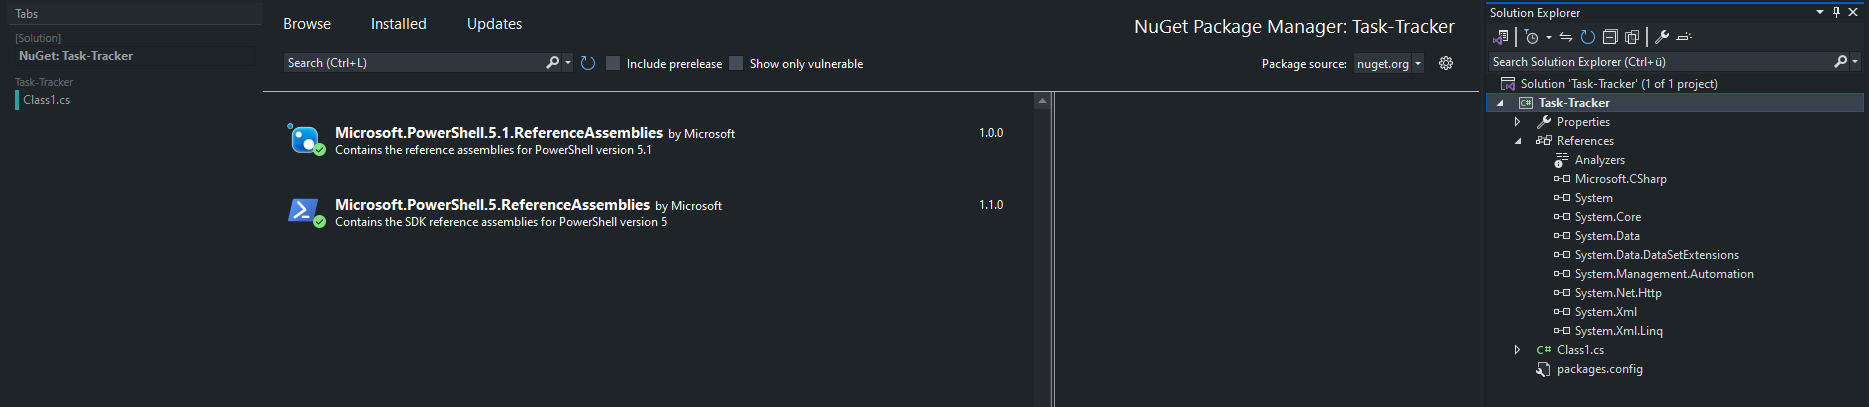 Tabs
[Solution]
NuGet: Task-Tracker
Task-Tracker
Class1.cs
Browse Installed Updates
NuGet Package Manager: Task-Tracker
Search (Ctrl+L)
Include prerelease
Show only vulnerable
Package source: nuget.org
Microsoft.PowerShell.5.1.ReferenceAssemblies by Microsoft 1.0.0
Contains the reference assemblies for PowerShell version 5.1
Microsoft.PowerShell.5.ReferenceAssemblies by Microsoft 1.1.0
Contains the SDK reference assemblies for PowerShell version 5
Solution Explorer
Search Solution Explorer (Ctrl+ü)
Solution 'Task-Tracker' (1 of 1 project)
C# Task-Tracker
Properties
References
Analyzers
Microsoft.CSharp
System
System.Core
System.Data
System.Data.DataSetExtensions
System.Management.Automation
System.Net.Http
System.Xml
System.Xml.Linq
C# Class1.cs
packages.config